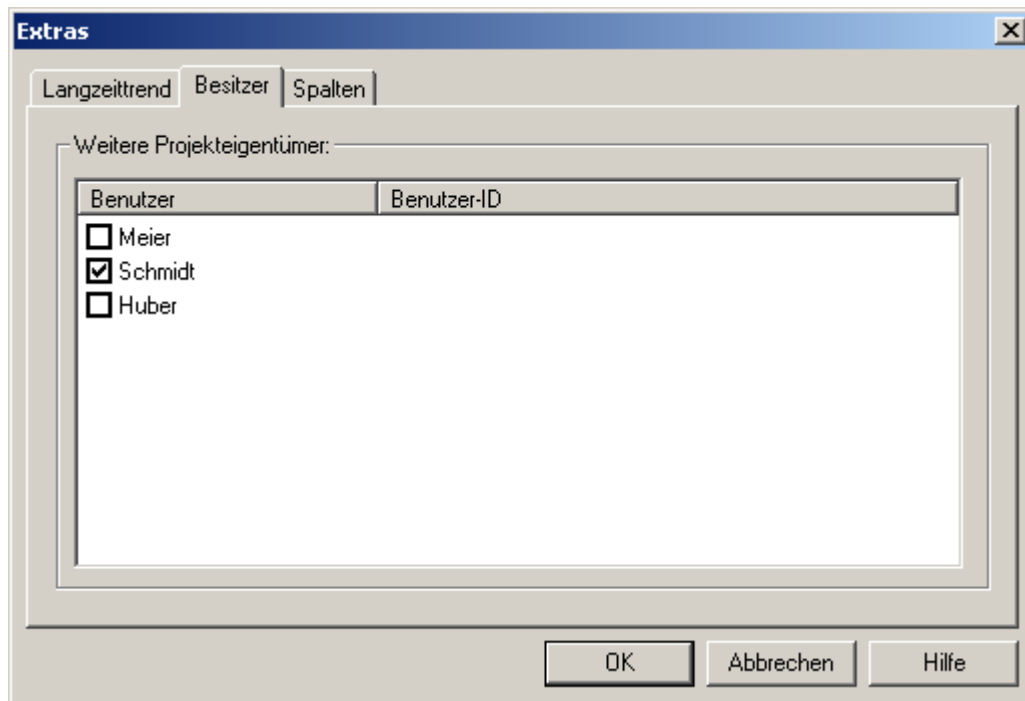 Extras
Langzeittrend Besitzer Spalten
Weitere Projekteigentümer:
Benutzer Benutzer-ID
Meier
Schmidt
Huber
OK Abbrechen Hilfe